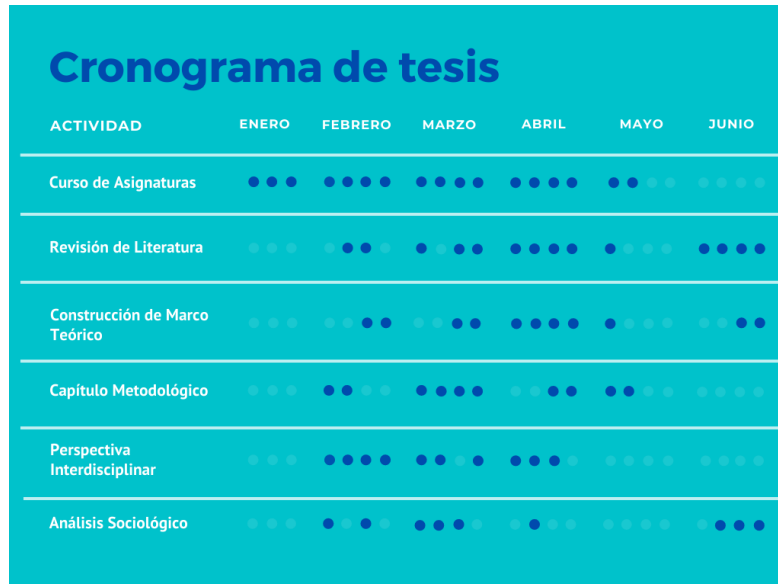 Cronograma de tesis
ACTIVIDAD ENERO FEBRERO MARZO ABRIL MAYO JUNIO
Curso de Asignaturas
Revisión de Literatura
Construcción de Marco
Teórico
Capítulo Metodológico
Perspectiva
Interdisciplinar
Análisis Sociológico